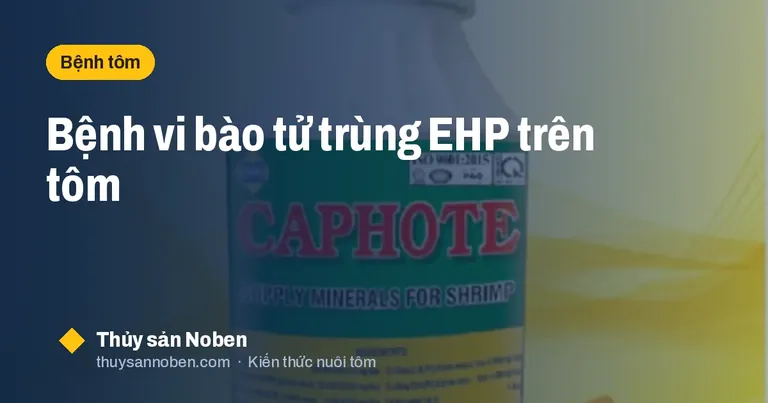 Bệnh tôm
Bệnh vi bào tử trùng EHP trên
tôm
ISO 9001:2015
CAPHOTE
SUPPLY MINERALS FOR SHRIMP
Thủy sản Noben
thuysannoben.com · Kiến thức nuôi tôm